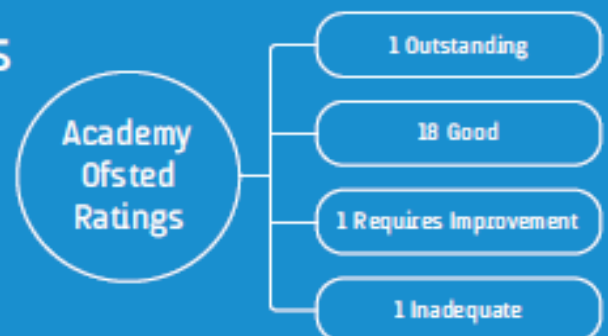 Academy
Ofsted
Ratings
1 Outstanding
18 Good
1 Requires Improvement
1 Inadequate